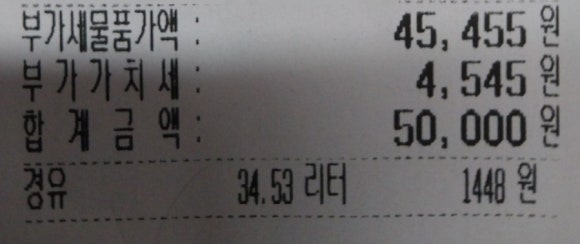 부가세물품가액 : 45,455 원
부 가 가 치 세 : 4,545 원
합 계 금 액 : 50,000 원
경유 34.53 리터 1448 원